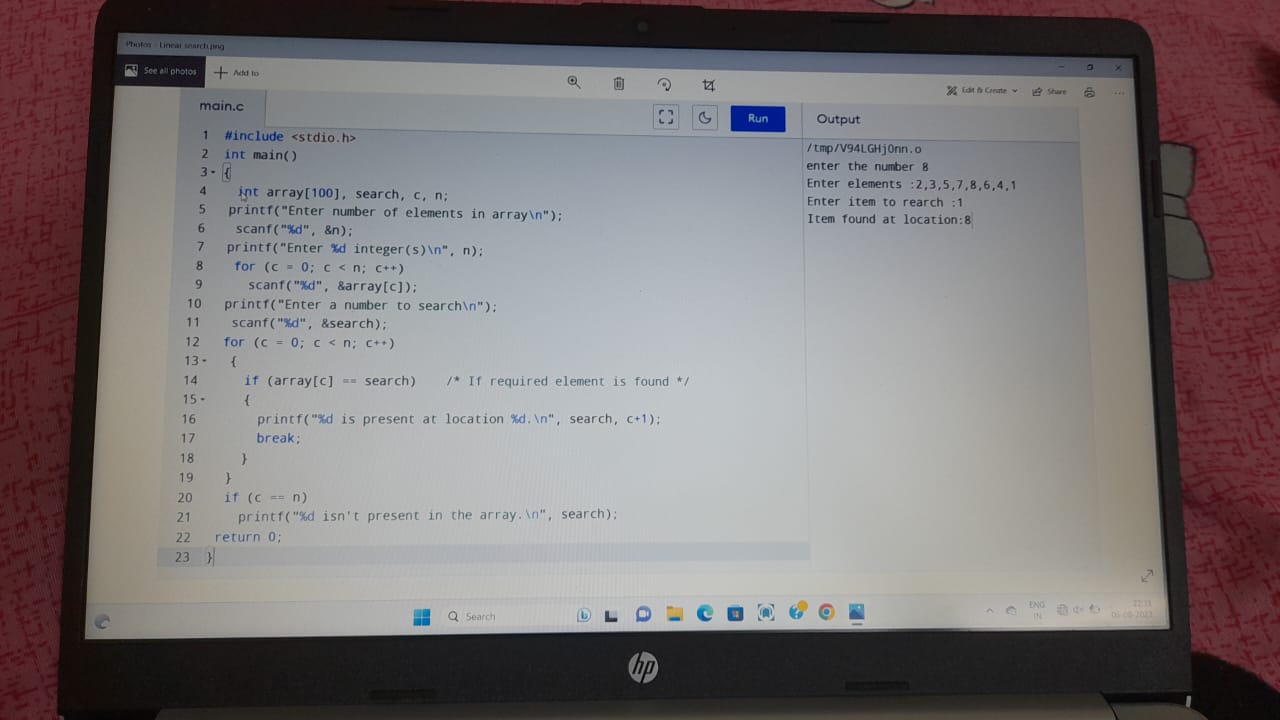 Photos - Linear search.png
See all photos
Add to
Edit & Create
Share
main.c
Run
Output
1 #include <stdio.h>
2 int main()
3 {
4 int array[100], search, c, n;
5 printf("Enter number of elements in array\n");
6 scanf("%d", &n);
7 printf("Enter %d integer(s)\n", n);
8 for (c = 0; c < n; c++)
9 scanf("%d", &array[c]);
10 printf("Enter a number to search\n");
11 scanf("%d", &search);
12 for (c = 0; c < n; c++)
13 {
14 if (array[c] == search) /* If required element is found */
15 {
16 printf("%d is present at location %d.\n", search, c+1);
17 break;
18 }
19 }
20 if (c == n)
21 printf("%d isn't present in the array.\n", search);
22 return 0;
23 }
/tmp/V94LGHj0nn.o
enter the number 8
Enter elements :2,3,5,7,8,6,4,1
Enter item to rearch :1
Item found at location:8
Search
ENG
IN
22:11
hp